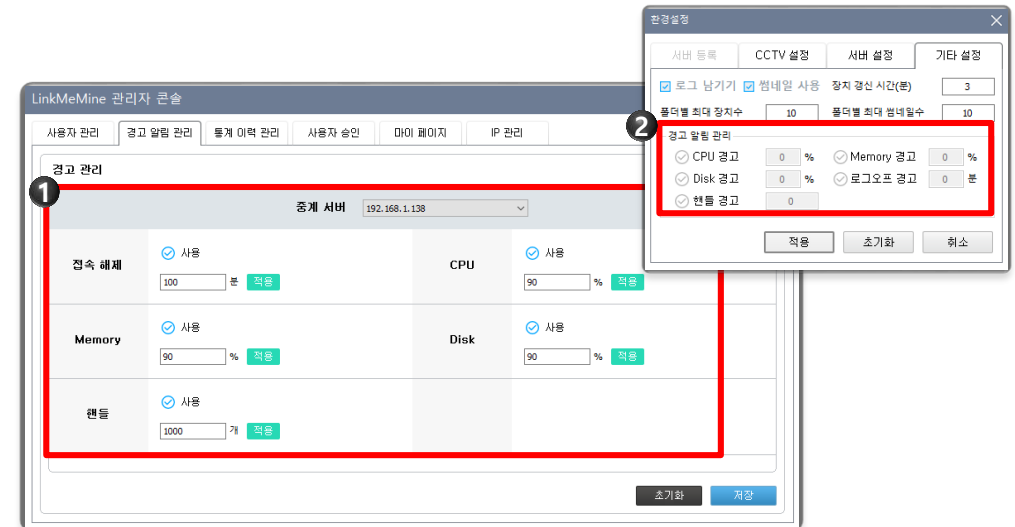 환경설정
서버 등록 CCTV 설정 서버 설정 기타 설정
로그 남기기 썸네일 사용 장치 갱신 시간(분) 3
폴더별 최대 장치수 10 폴더별 최대 썸네일수 10
2
경고 알림 관리
CPU 경고 0 % Memory 경고 0 %
Disk 경고 0 % 로그오프 경고 0 분
핸들 경고 0
적용 초기화 취소
LinkMeMine 관리자 콘솔
사용자 관리 경고 알림 관리 통계 이력 관리 사용자 승인 마이 페이지 IP 관리
경고 관리
1
중계 서버 192.168.1.138
접속 해제 사용 100 분 적용 CPU 사용 90 % 적용
Memory 사용 90 % 적용 Disk 사용 90 % 적용
핸들 사용 1000 개 적용
초기화 저장